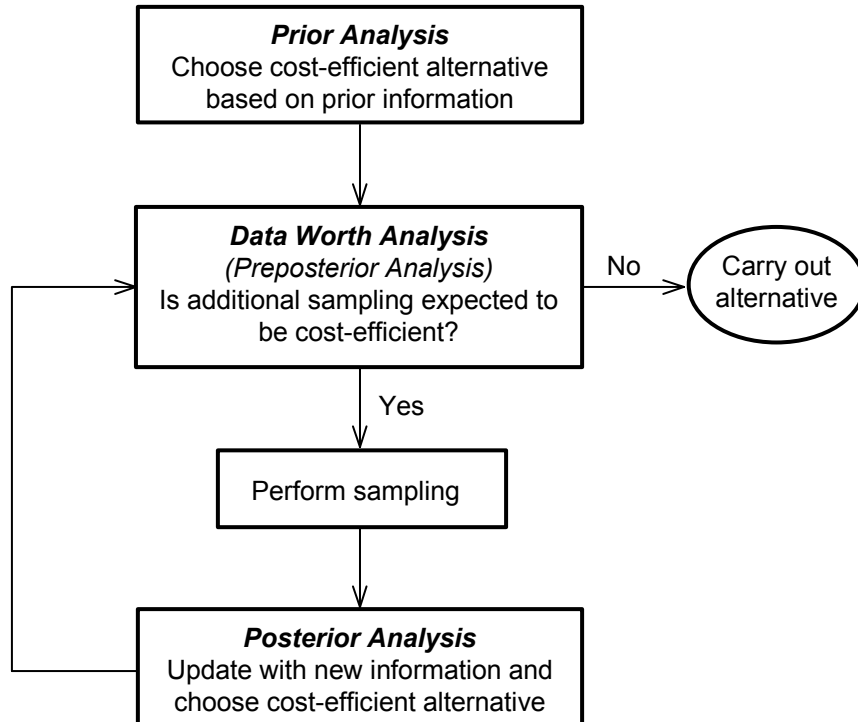 Prior Analysis
Choose cost-efficient alternative
based on prior information
Data Worth Analysis
(Preposterior Analysis)
Is additional sampling expected to
be cost-efficient?
No
Carry out
alternative
Yes
Perform sampling
Posterior Analysis
Update with new information and
choose cost-efficient alternative